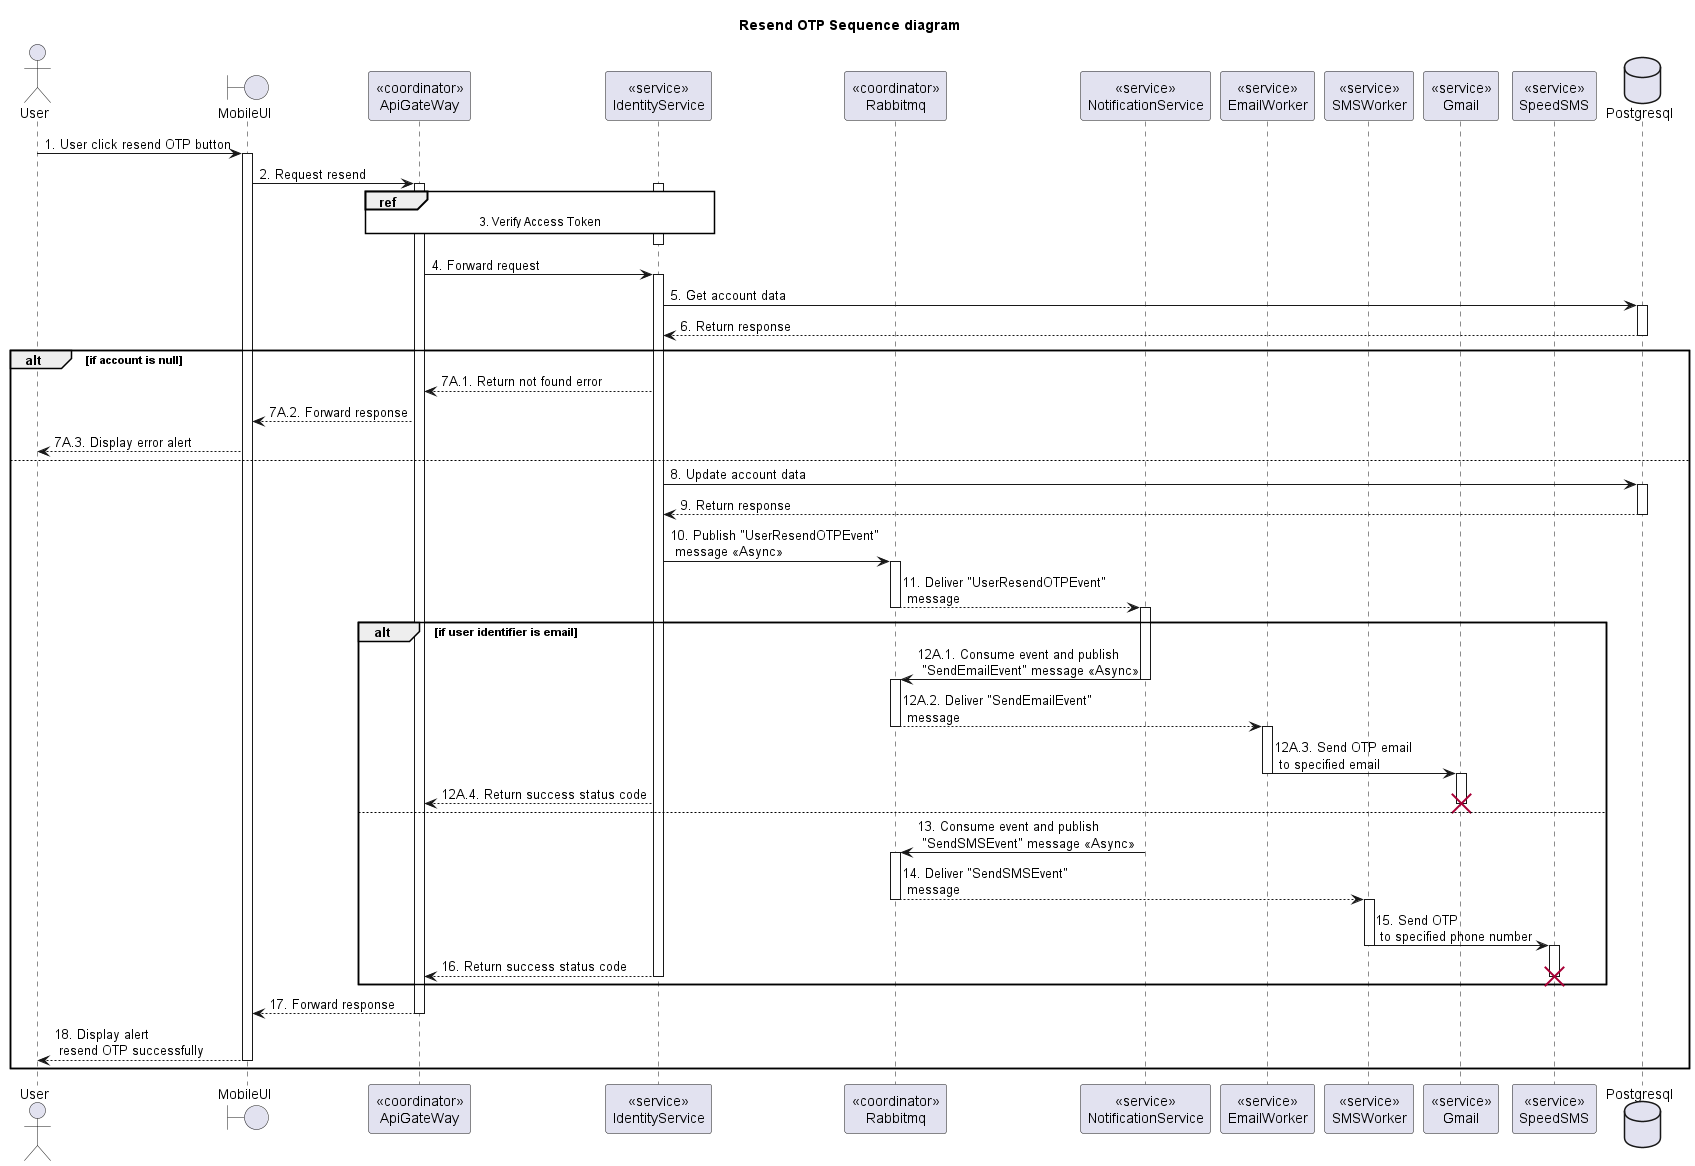 Resend OTP Sequence diagram
User
MobileUI
«coordinator»
ApiGateWay
«service»
IdentityService
«coordinator»
Rabbitmq
«service»
NotificationService
«service»
EmailWorker
«service»
SMSWorker
«service»
Gmail
«service»
SpeedSMS
Postgresql
1. User click resend OTP button
2. Request resend
ref
3. Verify Access Token
4. Forward request
5. Get account data
6. Return response
alt [if account is null]
7A.1. Return not found error
7A.2. Forward response
7A.3. Display error alert
8. Update account data
9. Return response
10. Publish "UserResendOTPEvent"
message «Async»
11. Deliver "UserResendOTPEvent"
message
alt [if user identifier is email]
12A.1. Consume event and publish
"SendEmailEvent" message «Async»
12A.2. Deliver "SendEmailEvent"
message
12A.3. Send OTP email
to specified email
12A.4. Return success status code
13. Consume event and publish
"SendSMSEvent" message «Async»
14. Deliver "SendSMSEvent"
message
15. Send OTP
to specified phone number
16. Return success status code
17. Forward response
18. Display alert
resend OTP successfully
User
MobileUI
«coordinator»
ApiGateWay
«service»
IdentityService
«coordinator»
Rabbitmq
«service»
NotificationService
«service»
EmailWorker
«service»
SMSWorker
«service»
Gmail
«service»
SpeedSMS
Postgresql